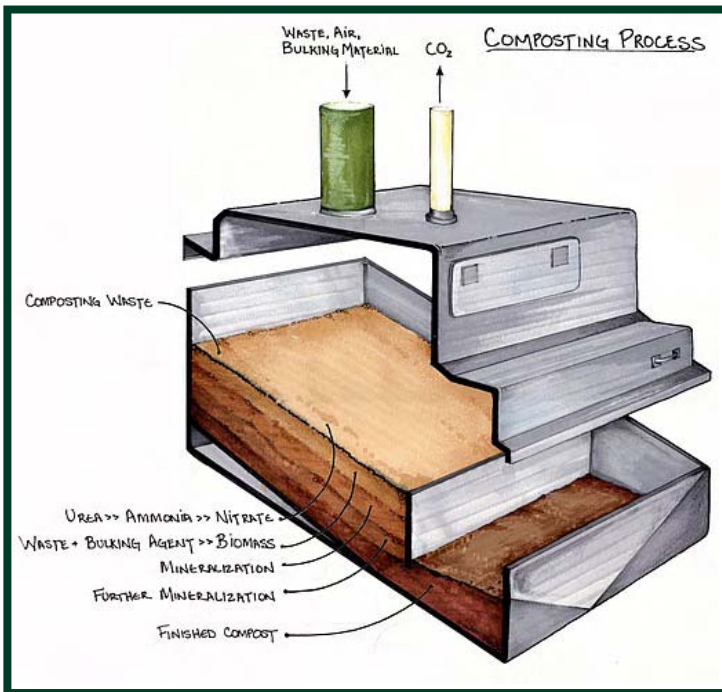 WASTE, AIR,
BULKING MATERIAL
CO₂
COMPOSTING PROCESS
COMPOSTING WASTE
UREA >> AMMONIA >> NITRATE
WASTE + BULKING AGENT >> BIOMASS
MINERALIZATION
FURTHER MINERALIZATION
FINISHED COMPOST